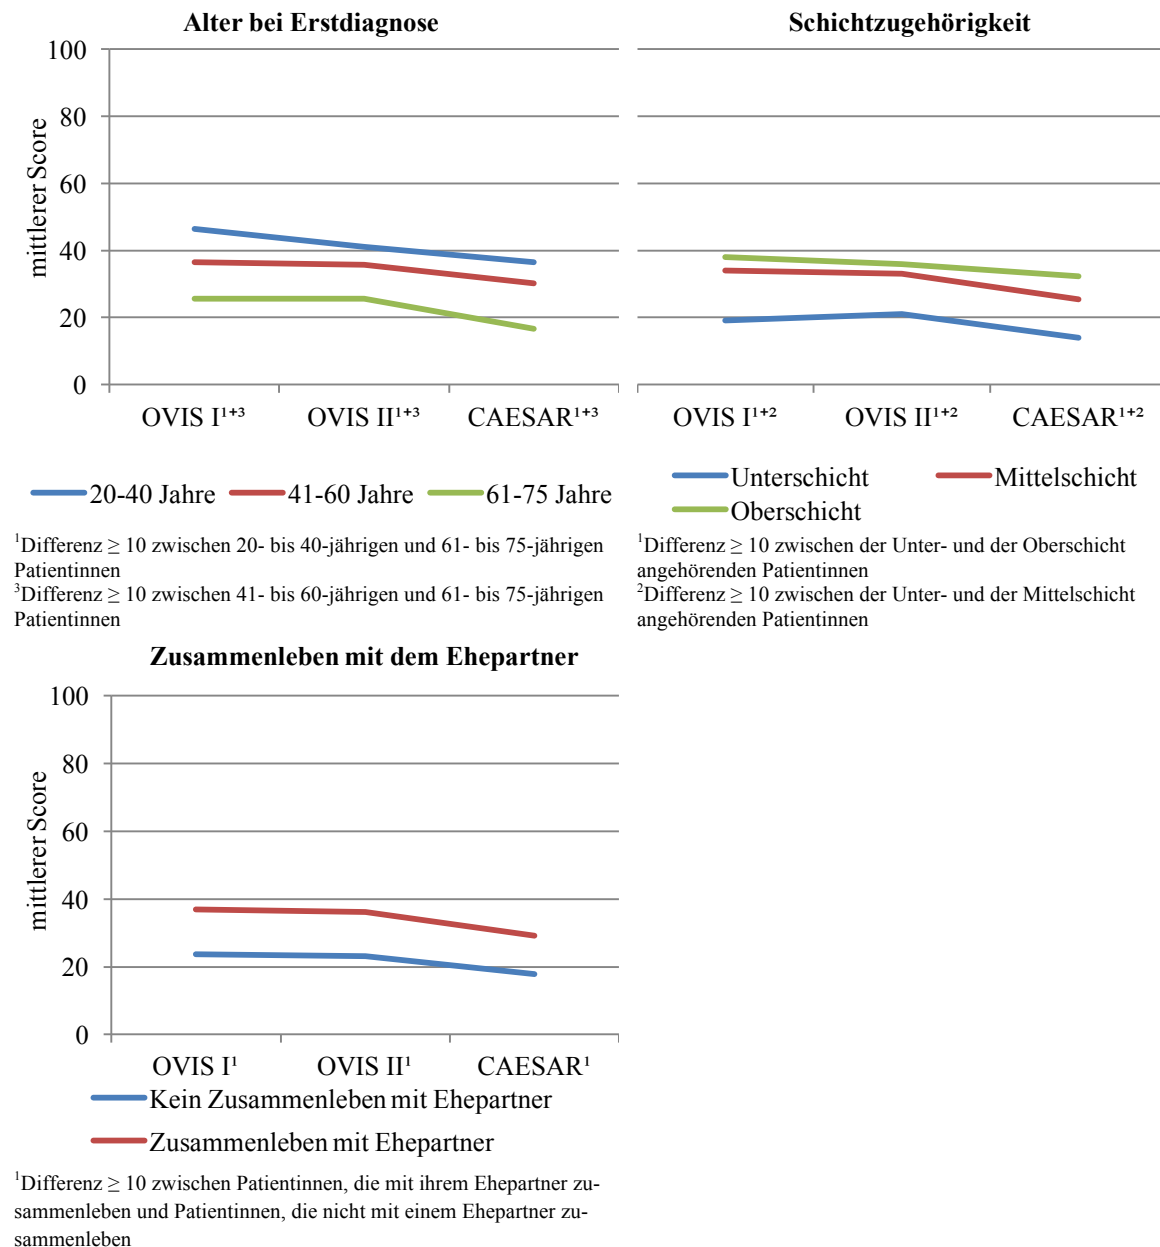 Alter bei Erstdiagnose
100
80
60
40
20
0
mittlerer Score
OVIS I¹⁺³ OVIS II¹⁺³ CAESAR¹⁺³
20-40 Jahre 41-60 Jahre 61-75 Jahre
¹Differenz ≥ 10 zwischen 20- bis 40-jährigen und 61- bis 75-jährigen
Patientinnen
³Differenz ≥ 10 zwischen 41- bis 60-jährigen und 61- bis 75-jährigen
Patientinnen
Schichtzugehörigkeit
OVIS I¹⁺² OVIS II¹⁺² CAESAR¹⁺²
Unterschicht Mittelschicht
Oberschicht
¹Differenz ≥ 10 zwischen der Unter- und der Oberschicht
angehörenden Patientinnen
²Differenz ≥ 10 zwischen der Unter- und der Mittelschicht
angehörenden Patientinnen
Zusammenleben mit dem Ehepartner
100
80
60
40
20
0
mittlerer Score
OVIS I¹ OVIS II¹ CAESAR¹
Kein Zusammenleben mit Ehepartner
Zusammenleben mit Ehepartner
¹Differenz ≥ 10 zwischen Patientinnen, die mit ihrem Ehepartner zu-
sammenleben und Patientinnen, die nicht mit einem Ehepartner zu-
sammenleben